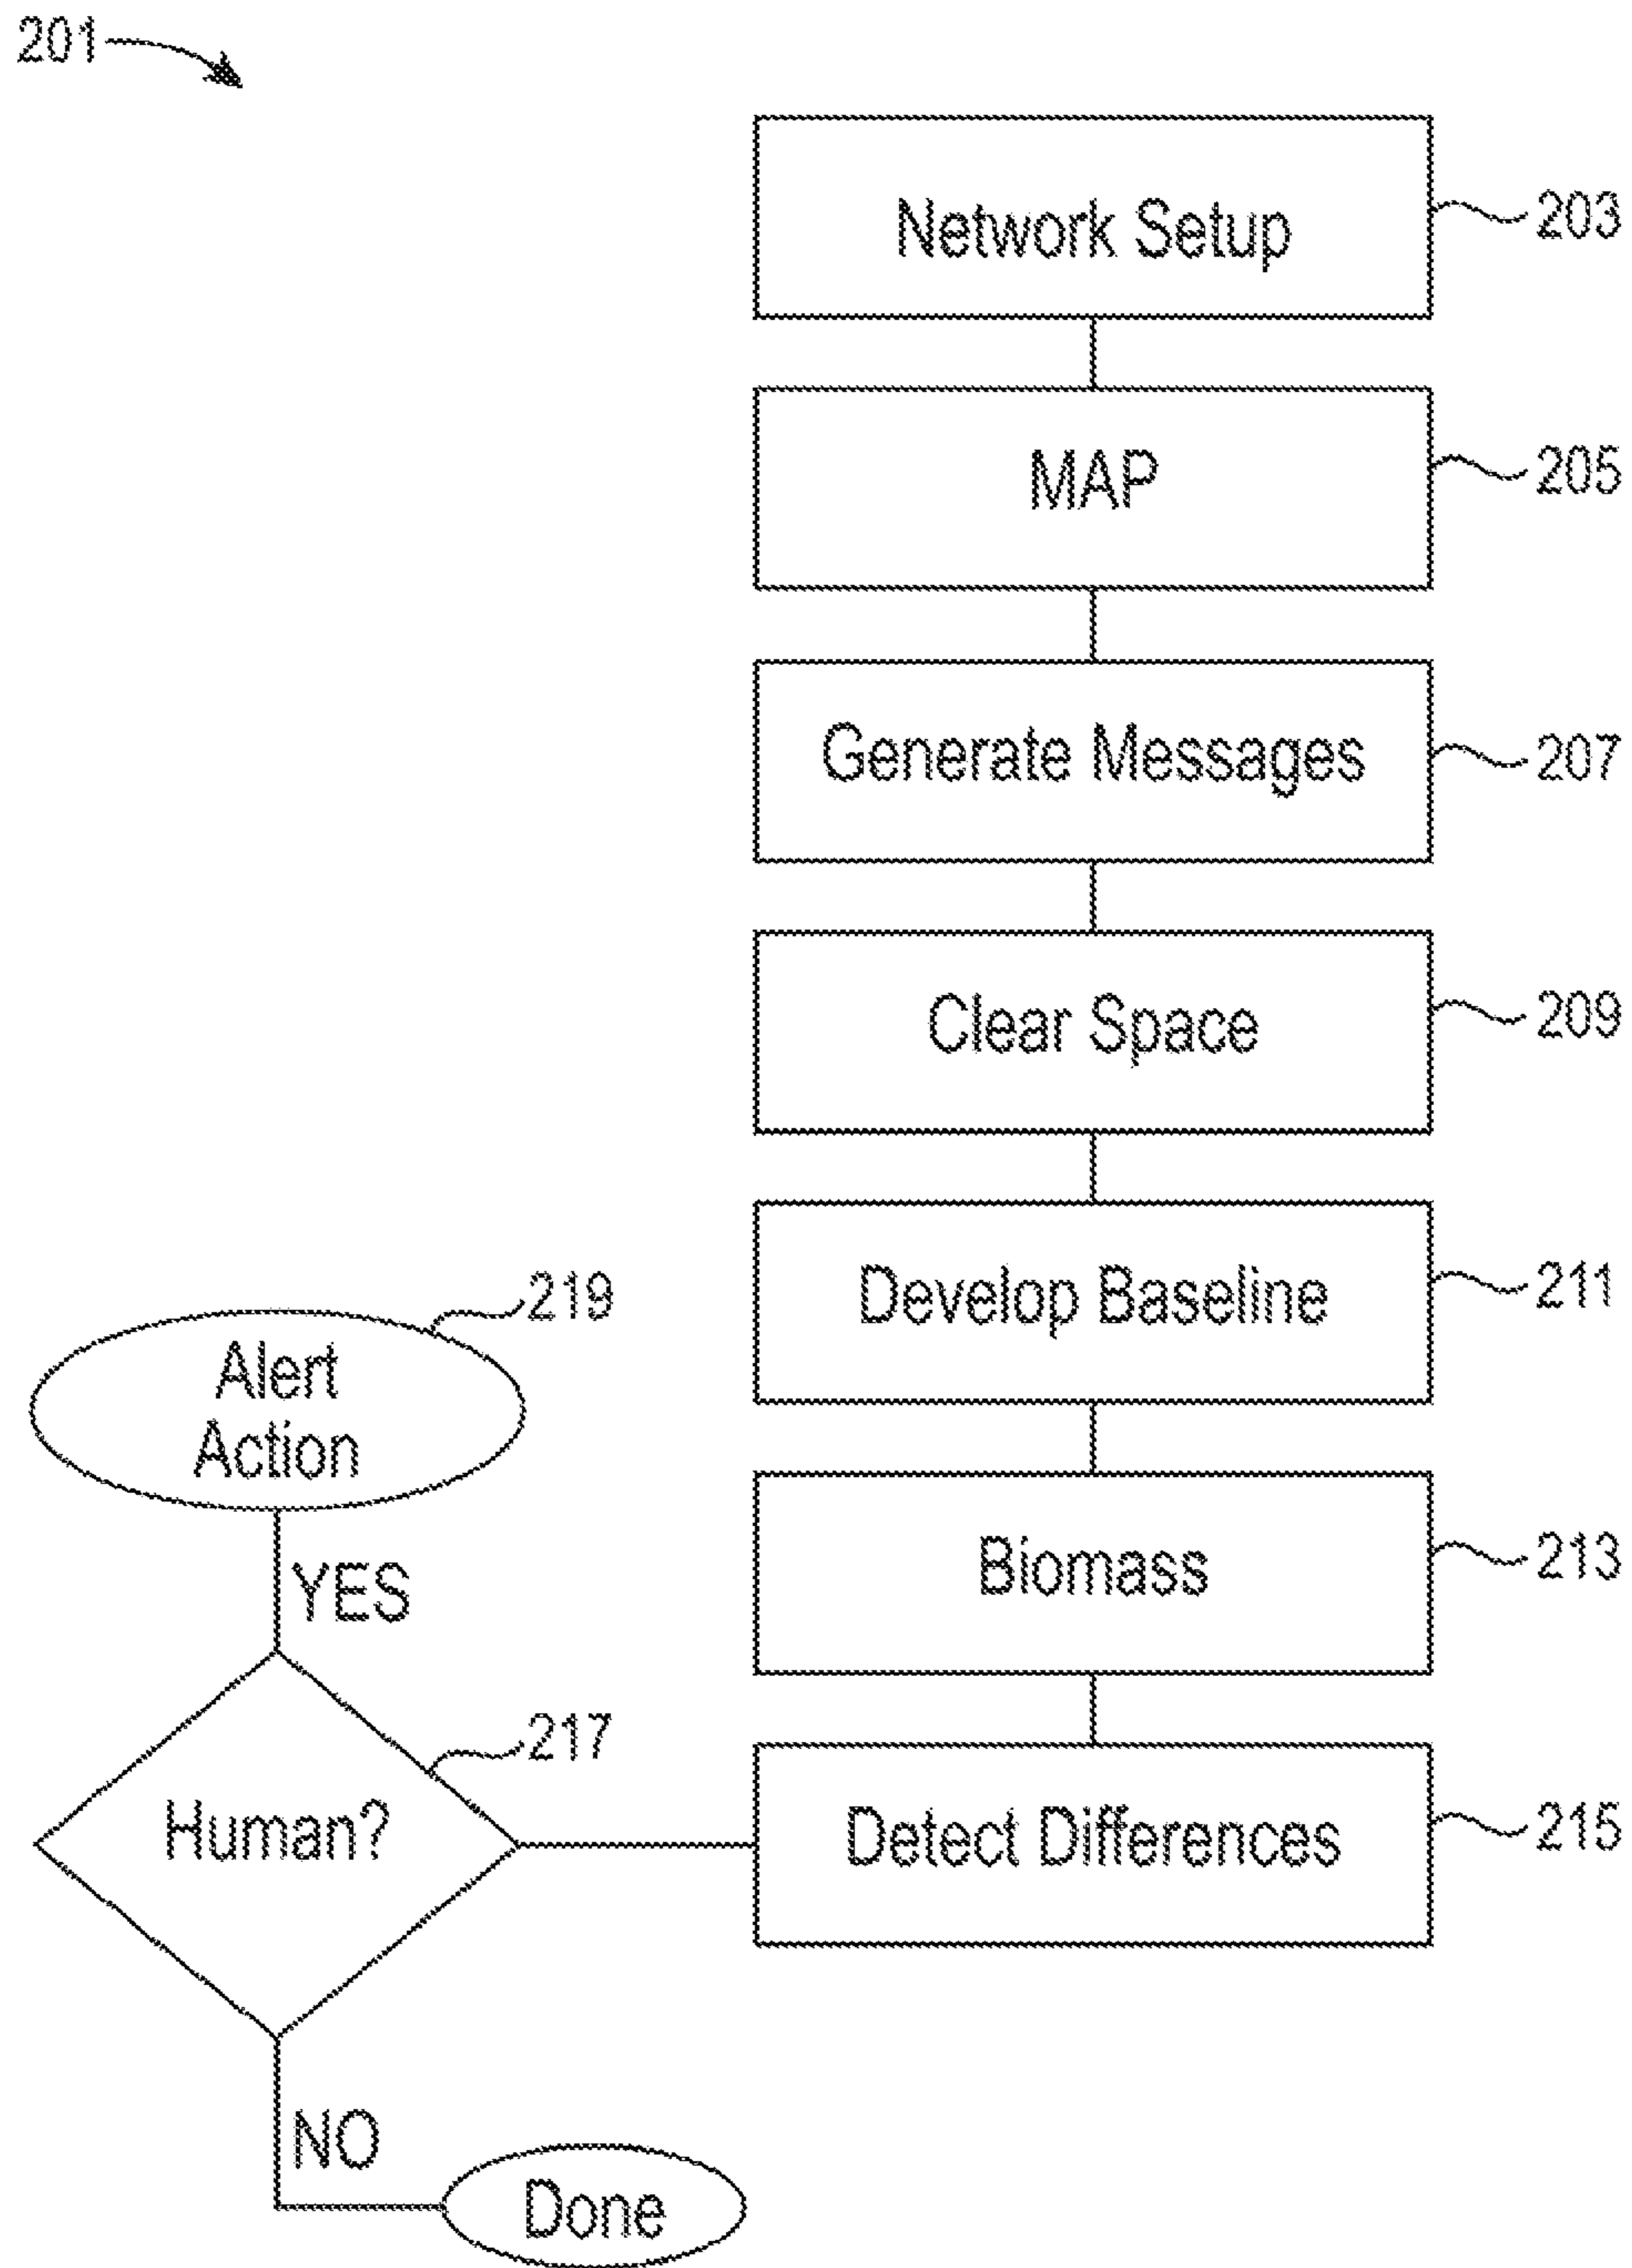 201
Network Setup
203
MAP
205
Generate Messages
207
Clear Space
209
Develop Baseline
211
Biomass
213
Detect Differences
215
Human?
217
YES
Alert
Action
219
NO
Done